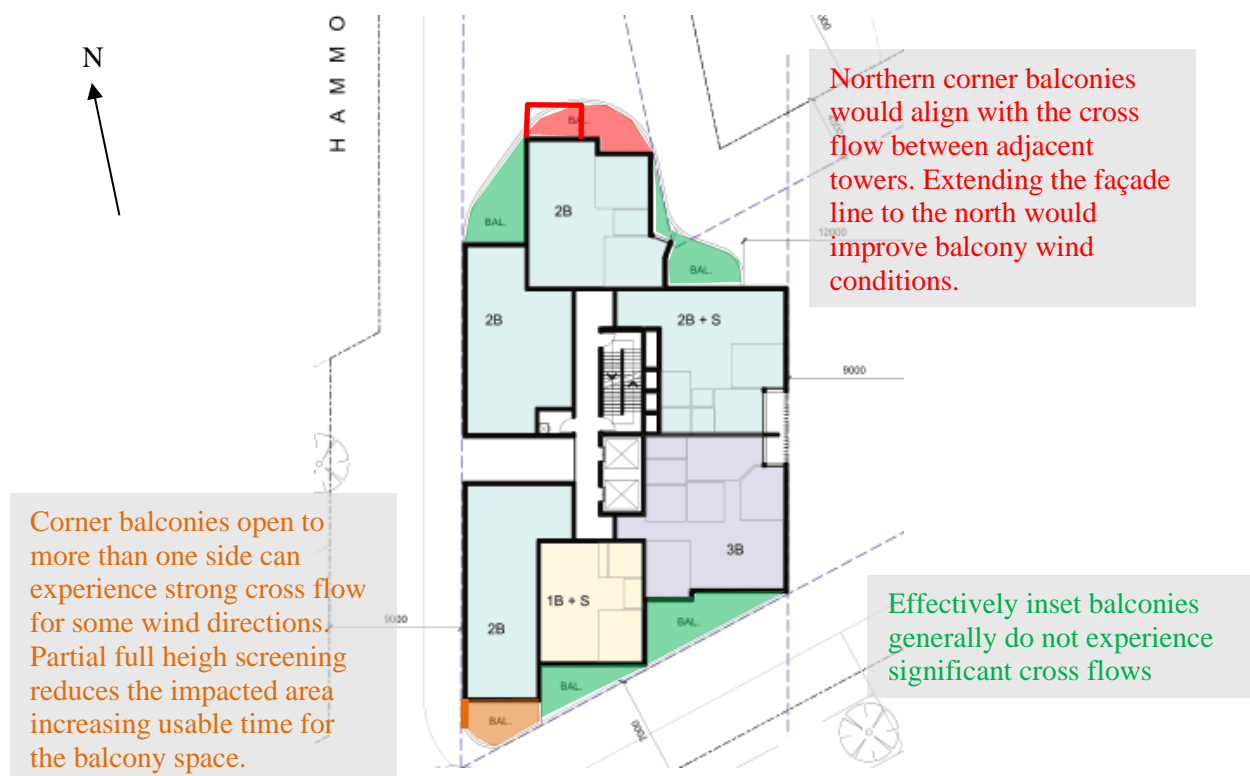 N
HAMMO
Northern corner balconies
would align with the cross
flow between adjacent
towers. Extending the façade
line to the north would
improve balcony wind
conditions.
BAL.
2B
BAL.
12000
BAL.
2B
2B + S
9000
Corner balconies open to
more than one side can
experience strong cross flow
for some wind directions.
Partial full heigh screening
reduces the impacted area
increasing usable time for
the balcony space.
3B
1B + S
9000
2B
BAL.
Effectively inset balconies
generally do not experience
significant cross flows
BAL.
BAL.
7000